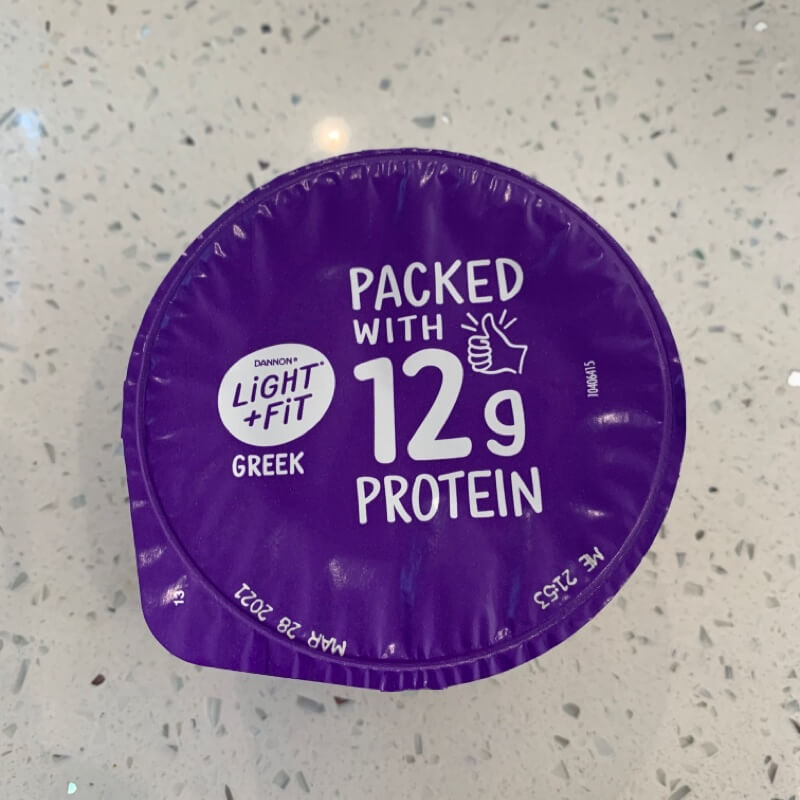 PACKED
WITH
12g
PROTEIN
DANNON®
LiGHT®
+FiT
GREEK
10406415
13
MAR 28 2021
ME 2153